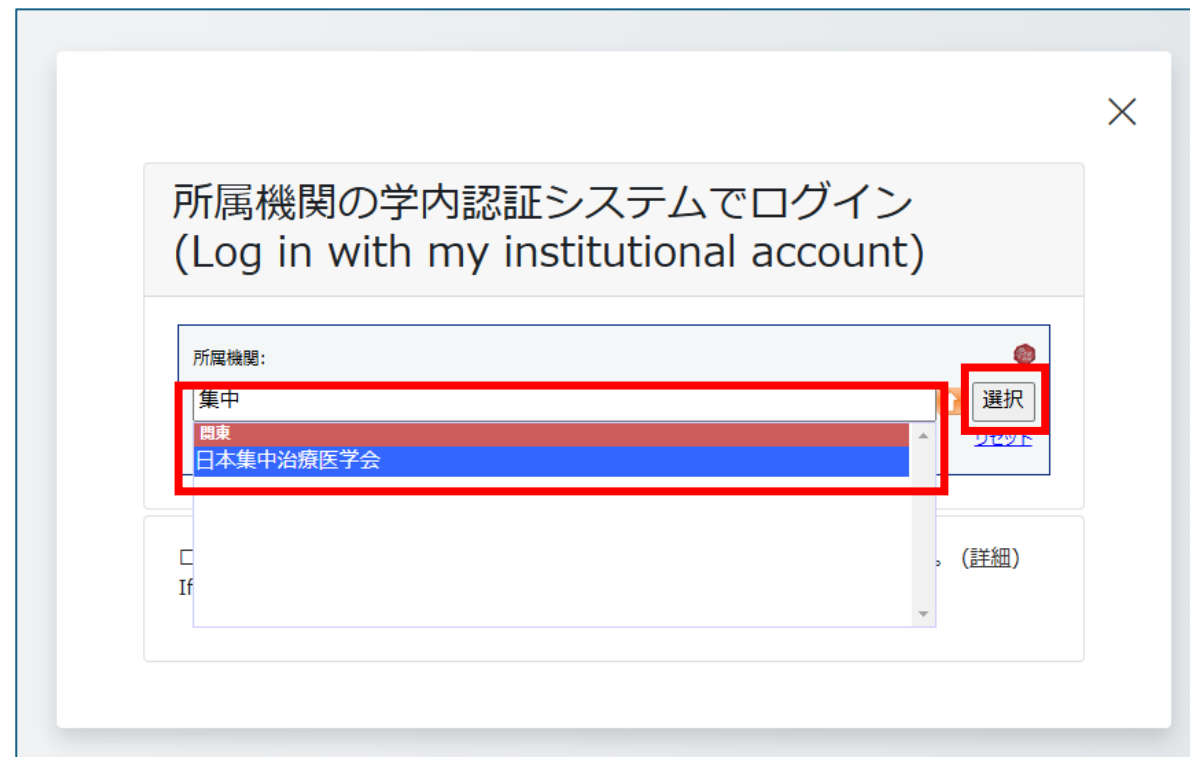 所属機関の学内認証システムでログイン
(Log in with my institutional account)
所属機関:
集中
選択
関東
リセット
日本集中治療医学会
。 (詳細)
If